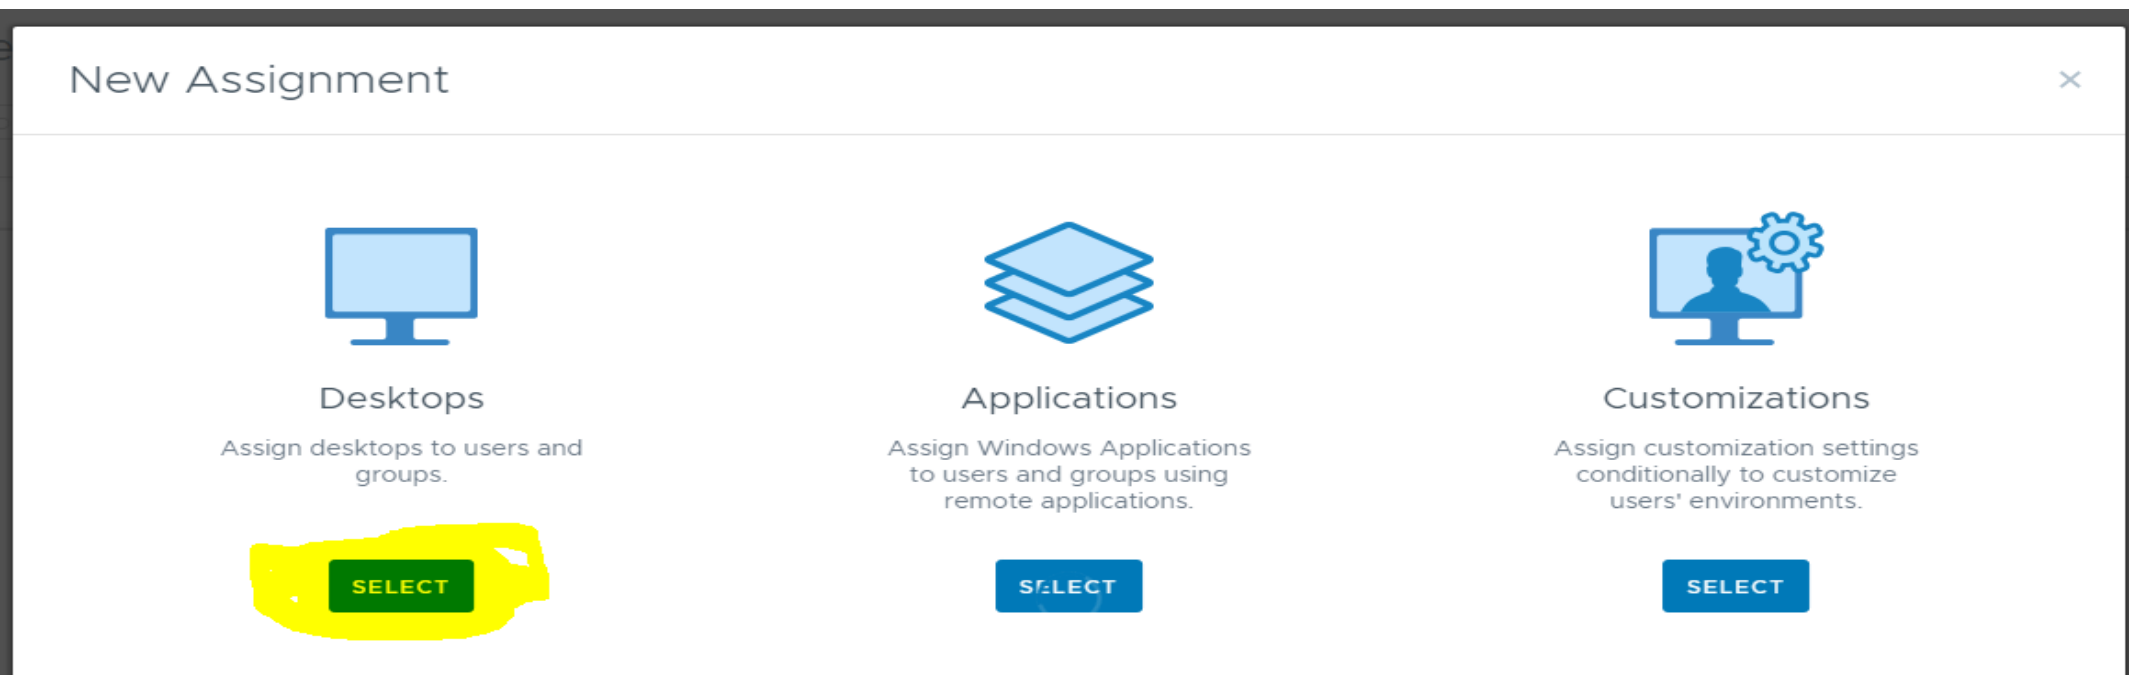 New Assignment
Desktops
Assign desktops to users and
groups.
SELECT
Applications
Assign Windows Applications
to users and groups using
remote applications.
SELECT
Customizations
Assign customization settings
conditionally to customize
users' environments.
SELECT